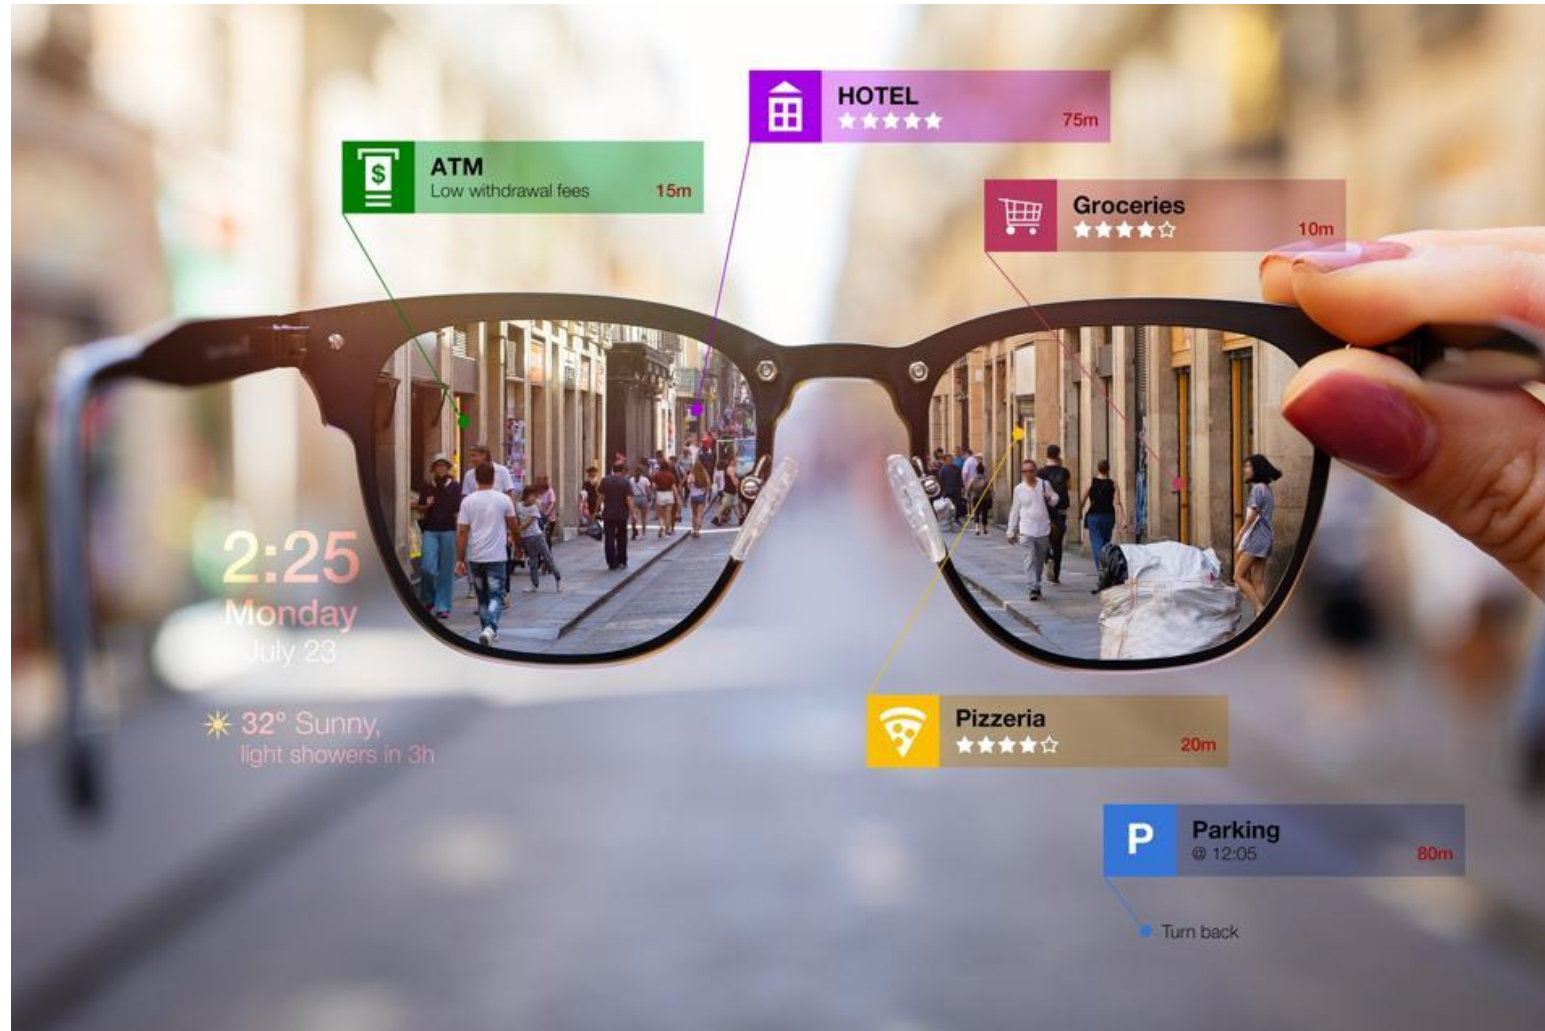 HOTEL
75m
ATM
Low withdrawal fees 15m
$
Groceries
10m
2:25
Monday
July 23
32° Sunny,
light showers in 3h
Pizzeria
20m
P
Parking
@ 12:05 80m
Turn back